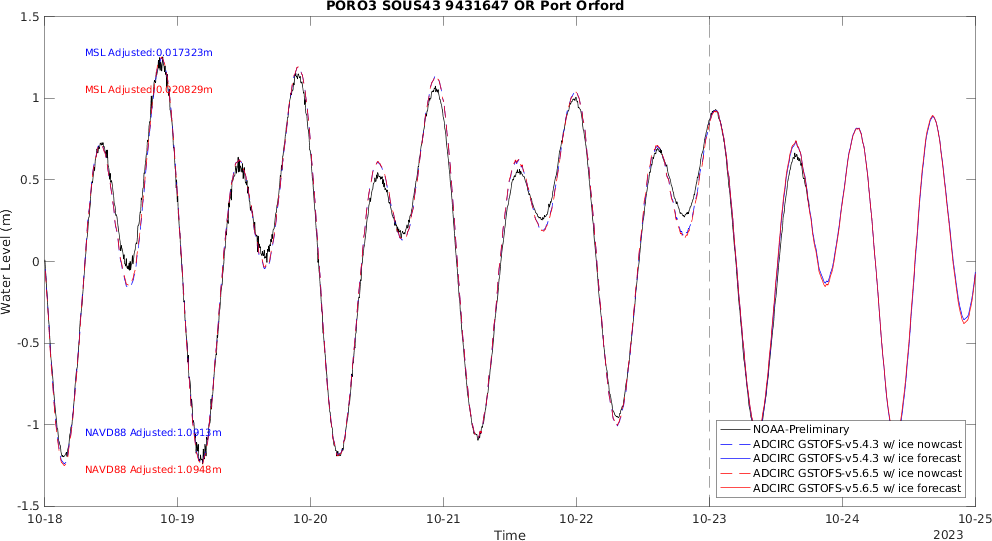 PORO3 SOUS43 9431647 OR Port Orford
MSL Adjusted:0.017323m
MSL Adjusted:0.020829m
NAVD88 Adjusted:1.0913m
NAVD88 Adjusted:1.0948m
Water Level (m)
1.5
1
0.5
0
-0.5
-1
-1.5
NOAA-Preliminary
ADCIRC GSTOFS-v5.4.3 w/ ice nowcast
ADCIRC GSTOFS-v5.4.3 w/ ice forecast
ADCIRC GSTOFS-v5.6.5 w/ ice nowcast
ADCIRC GSTOFS-v5.6.5 w/ ice forecast
10-18 10-19 10-20 10-21 10-22 10-23 10-24 10-25
Time
2023